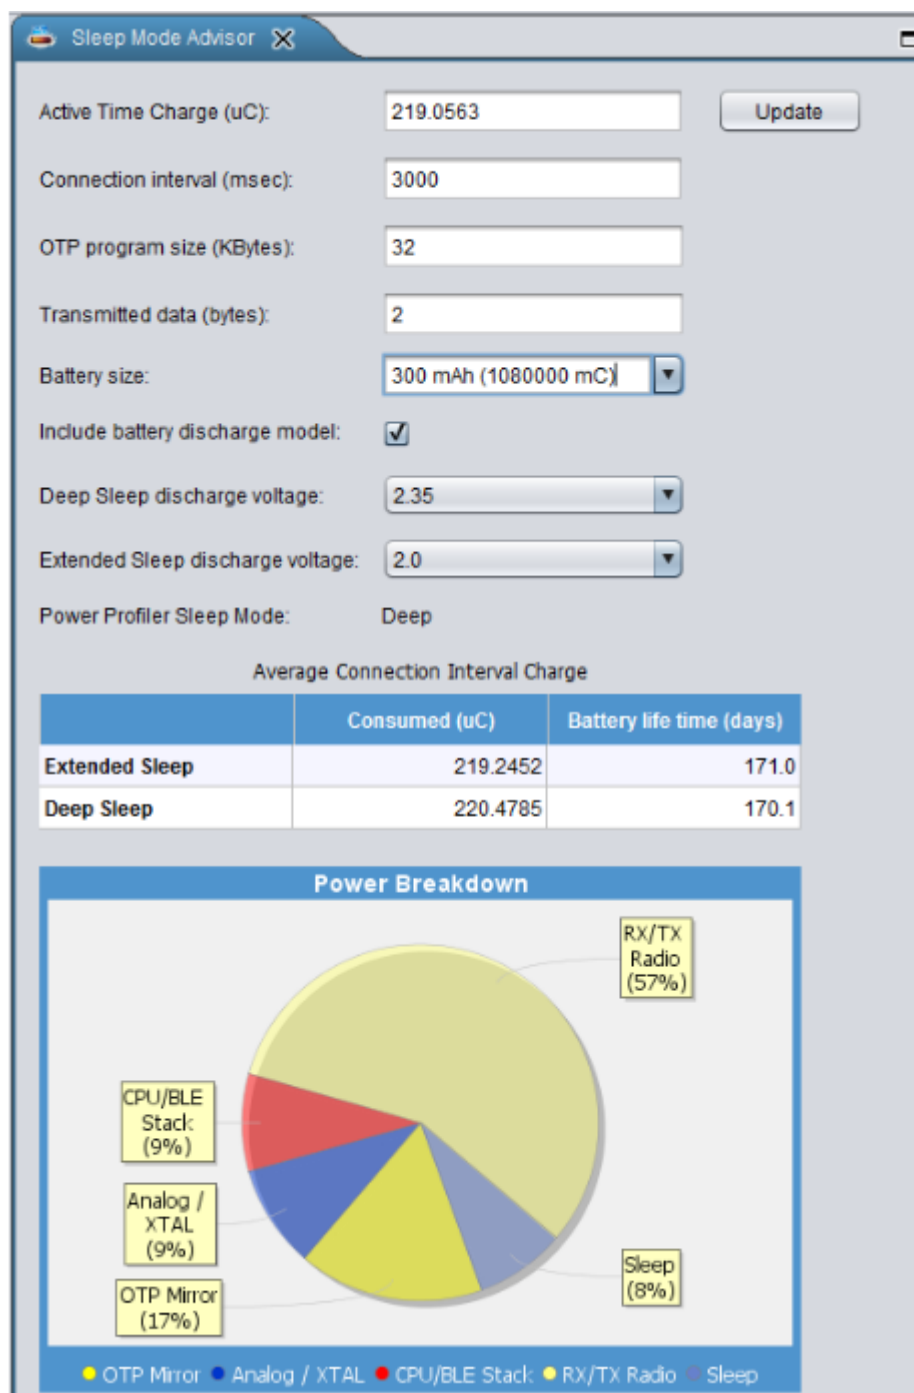 Sleep Mode Advisor
Active Time Charge (uC): 219.0563 Update
Connection interval (msec): 3000
OTP program size (KBytes): 32
Transmitted data (bytes): 2
Battery size: 300 mAh (1080000 mC)
Include battery discharge model:
Deep Sleep discharge voltage: 2.35
Extended Sleep discharge voltage: 2.0
Power Profiler Sleep Mode: Deep
Average Connection Interval Charge
Consumed (uC) Battery life time (days)
Extended Sleep 219.2452 171.0
Deep Sleep 220.4785 170.1
Power Breakdown
RX/TX
Radio
(57%)
CPU/BLE
Stack
(9%)
Analog /
XTAL
(9%)
OTP Mirror
(17%)
Sleep
(8%)
OTP Mirror Analog / XTAL CPU/BLE Stack RX/TX Radio Sleep